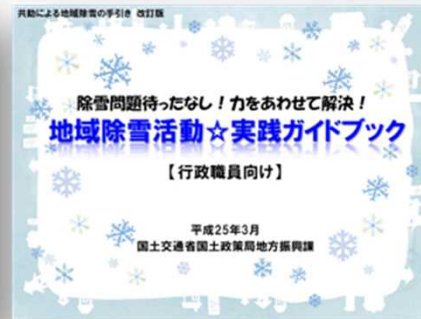 共助による地域除雪の手引き 改訂版
除雪問題待ったなし!力をあわせて解決!
地域除雪活動☆実践ガイドブック
【行政職員向け】
平成25年3月
国土交通省国土政策局地方振興課